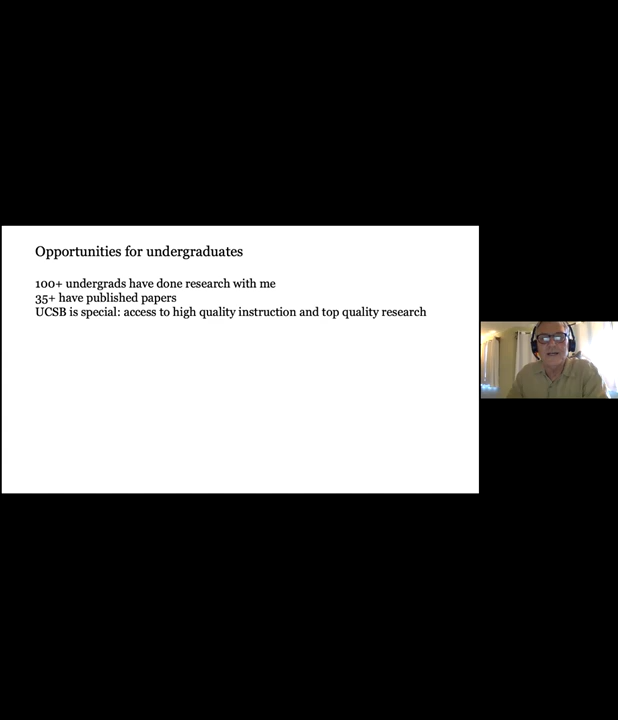 Opportunities for undergraduates
100+ undergrads have done research with me
35+ have published papers
UCSB is special: access to high quality instruction and top quality research